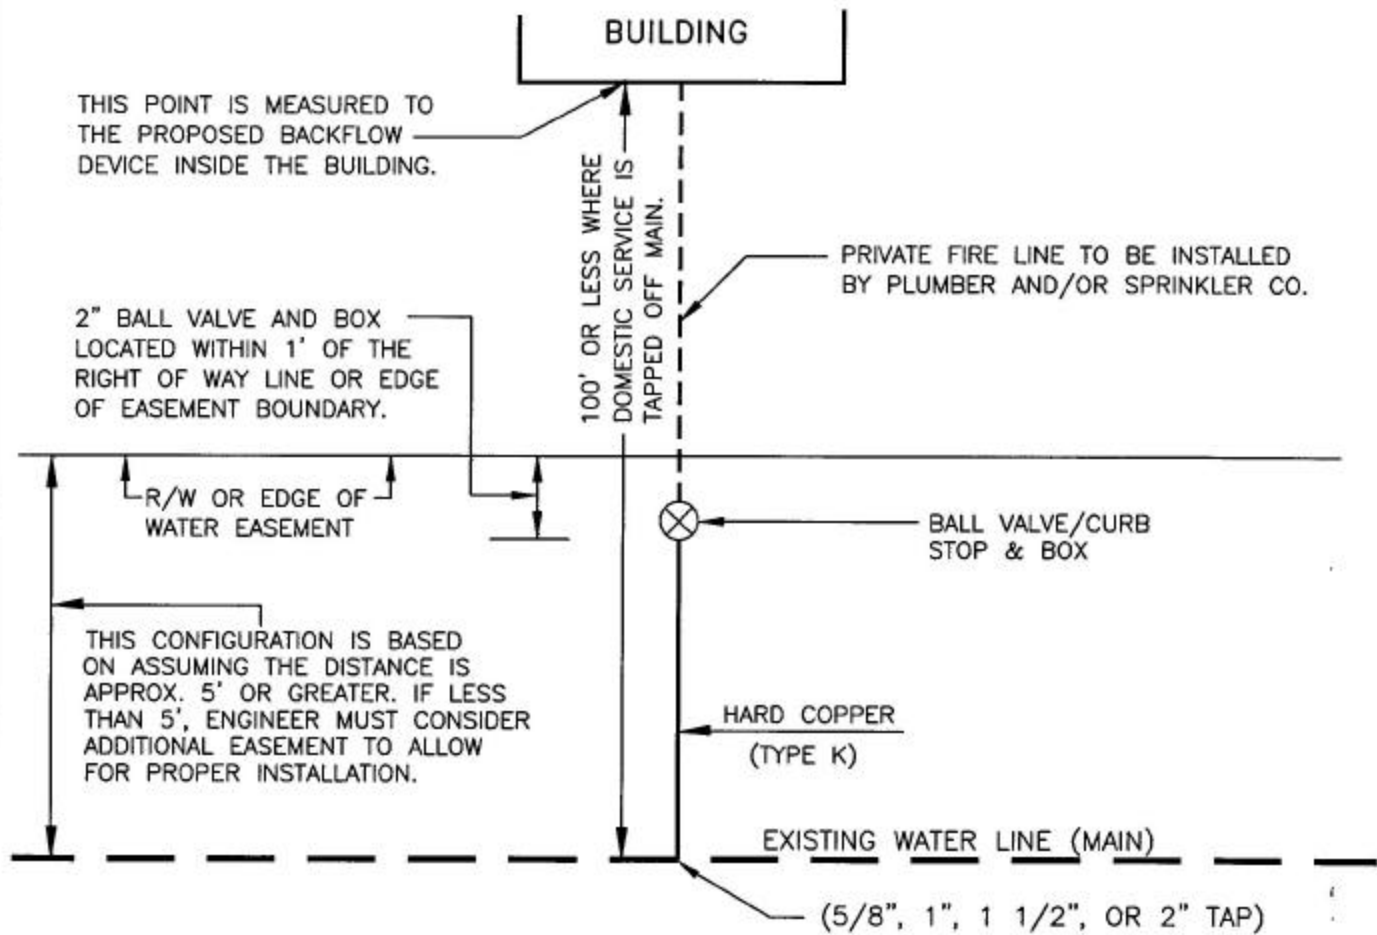 BUILDING
THIS POINT IS MEASURED TO
THE PROPOSED BACKFLOW
DEVICE INSIDE THE BUILDING.
100' OR LESS WHERE
DOMESTIC SERVICE IS
TAPPED OFF MAIN.
PRIVATE FIRE LINE TO BE INSTALLED
BY PLUMBER AND/OR SPRINKLER CO.
2" BALL VALVE AND BOX
LOCATED WITHIN 1' OF THE
RIGHT OF WAY LINE OR EDGE
OF EASEMENT BOUNDARY.
R/W OR EDGE OF
WATER EASEMENT
BALL VALVE/CURB
STOP & BOX
THIS CONFIGURATION IS BASED
ON ASSUMING THE DISTANCE IS
APPROX. 5' OR GREATER. IF LESS
THAN 5', ENGINEER MUST CONSIDER
ADDITIONAL EASEMENT TO ALLOW
FOR PROPER INSTALLATION.
HARD COPPER
(TYPE K)
EXISTING WATER LINE (MAIN)
(5/8", 1", 1 1/2", OR 2" TAP)